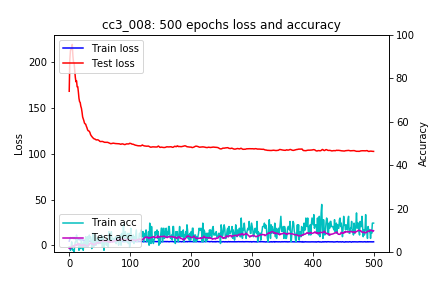 cc3_008: 500 epochs loss and accuracy
Train loss
Test loss
Train acc
Test acc
Loss
Accuracy
200
150
100
50
0
100
80
60
40
20
0
0
100
200
300
400
500